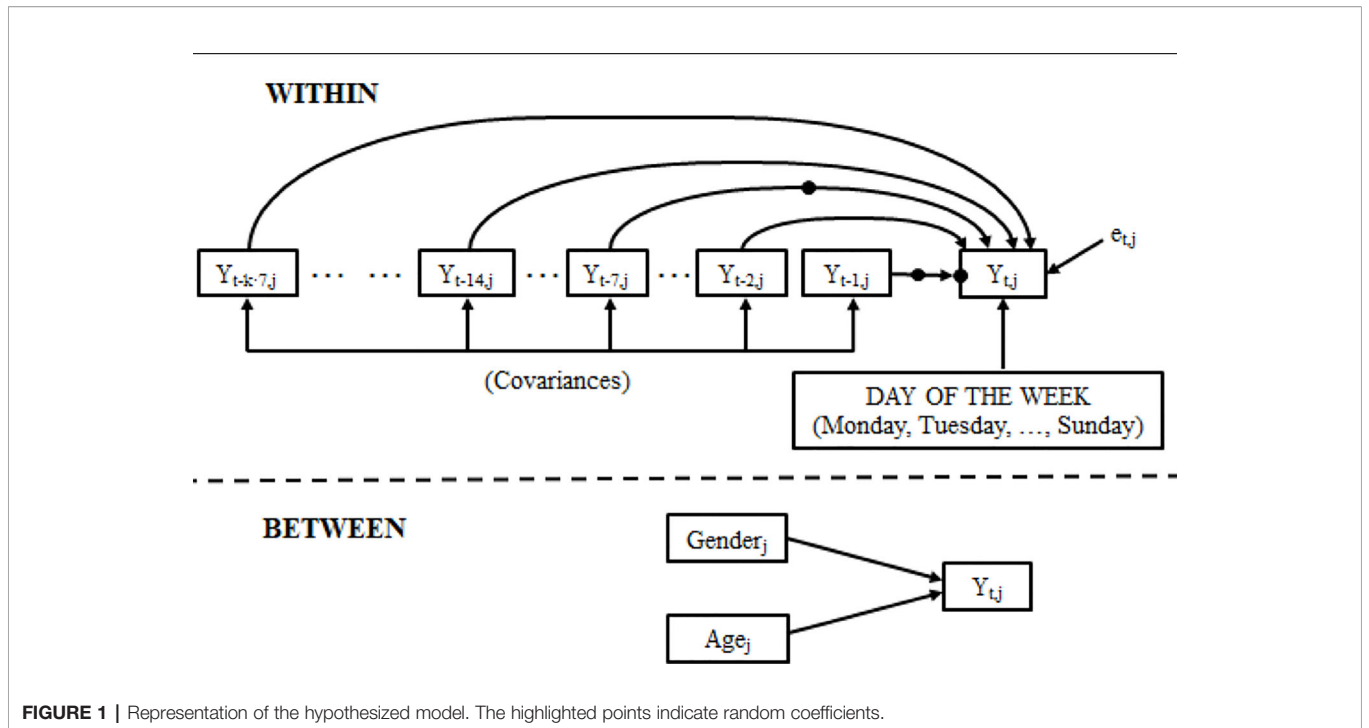 WITHIN
Y_{t-k·7,j} ... ... Y_{t-14,j} ... Y_{t-7,j} ... Y_{t-2,j} Y_{t-1,j} Y_{t,j} e_{t,j}
(Covariances)
DAY OF THE WEEK
(Monday, Tuesday, ..., Sunday)
BETWEEN
Gender_j
Y_{t,j}
Age_j
FIGURE 1 | Representation of the hypothesized model. The highlighted points indicate random coefficients.